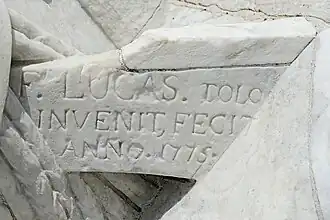 F. LUCAS. TOLO
INVENIT, FECIT
ANNO. 1775.